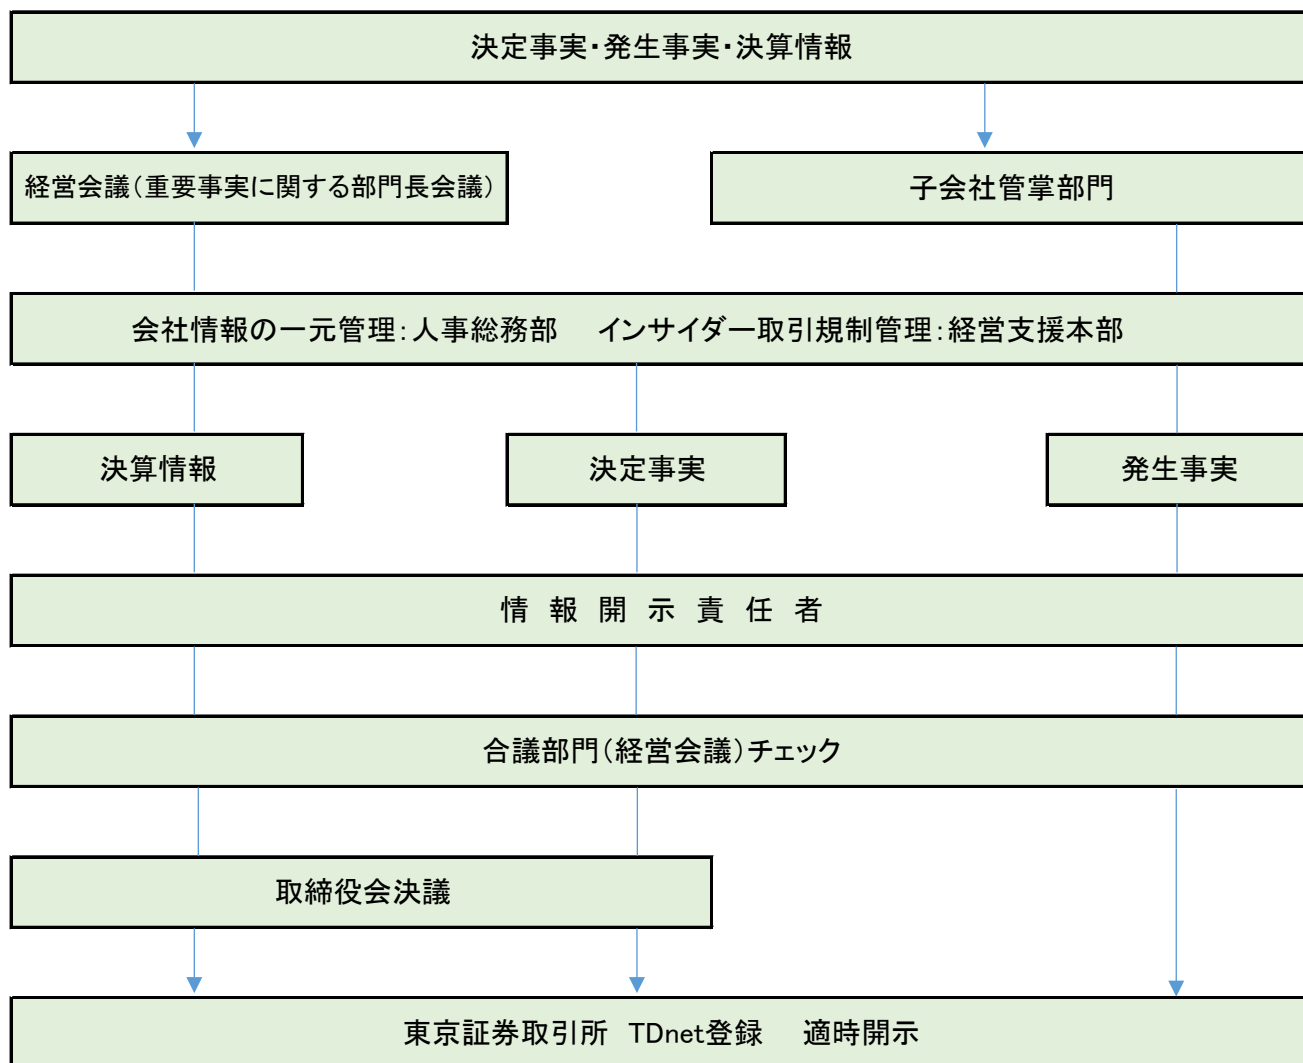 決定事実・発生事実・決算情報
経営会議（重要事実に関する部門長会議）
子会社管掌部門
会社情報の一元管理：人事総務部　インサイダー取引規制管理：経営支援本部
決算情報
決定事実
発生事実
情　報　開　示　責　任　者
合議部門（経営会議）チェック
取締役会決議
東京証券取引所　TDnet登録　適時開示